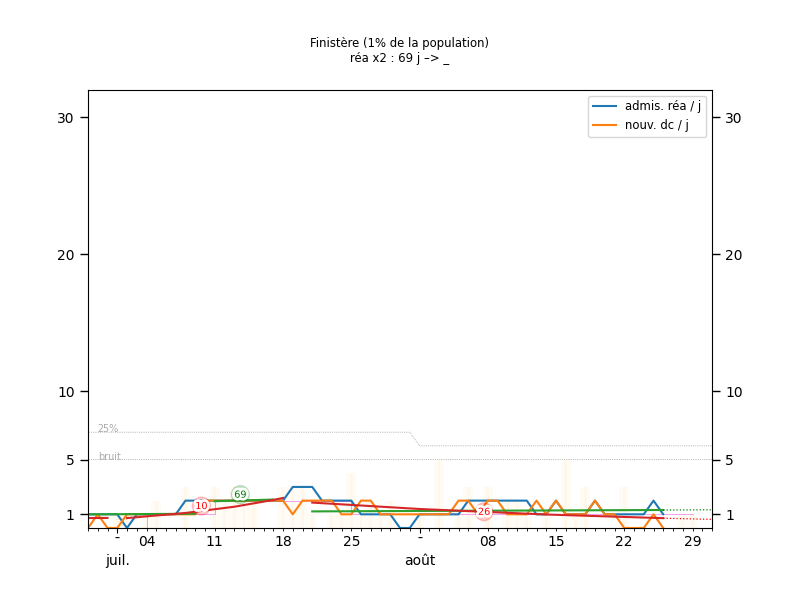 Finistère (1% de la population)
réa x2 : 69 j –> _
admis. réa / j
nouv. dc / j
30 30
20 20
10 10
25%
bruit
5 5
69
10
26
1 1
- 04 11 18 25 - 08 15 22 29
juil. août